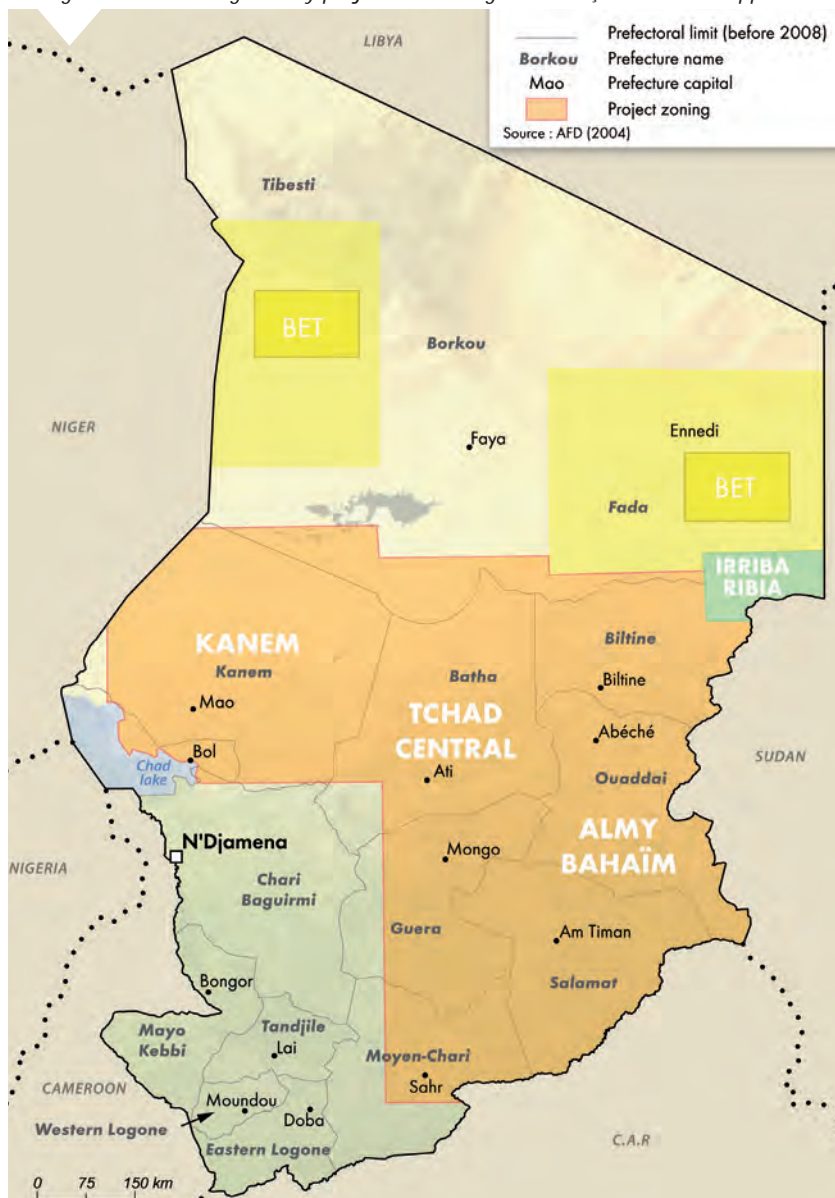 LIBYA
Prefectoral limit (before 2008)
Borkou Prefecture name
Mao Prefecture capital
Project zoning
Source : AFD (2004)
Tibesti
BET
Borkou
NIGER
Faya
Ennedi
BET
Fada
IRRIBA
RIBIA
KANEM
Kanem
Biltine
Batha
Biltine
Mao
TCHAD
CENTRAL
Abéché
Bol
Chad
lake
Ati
Ouaddai
SUDAN
N'Djamena
ALMY
BAHAÏM
Mongo
NIGERIA
Chari
Baguirmi
Guera
Am Timan
Bongor
Salamat
Mayo
Kebbi
Tandjile
Lai
Moyen-Chari
Sahr
CAMEROON
Moundou
Doba
Western Logone
Eastern Logone
C.A.R
0 75 150 km